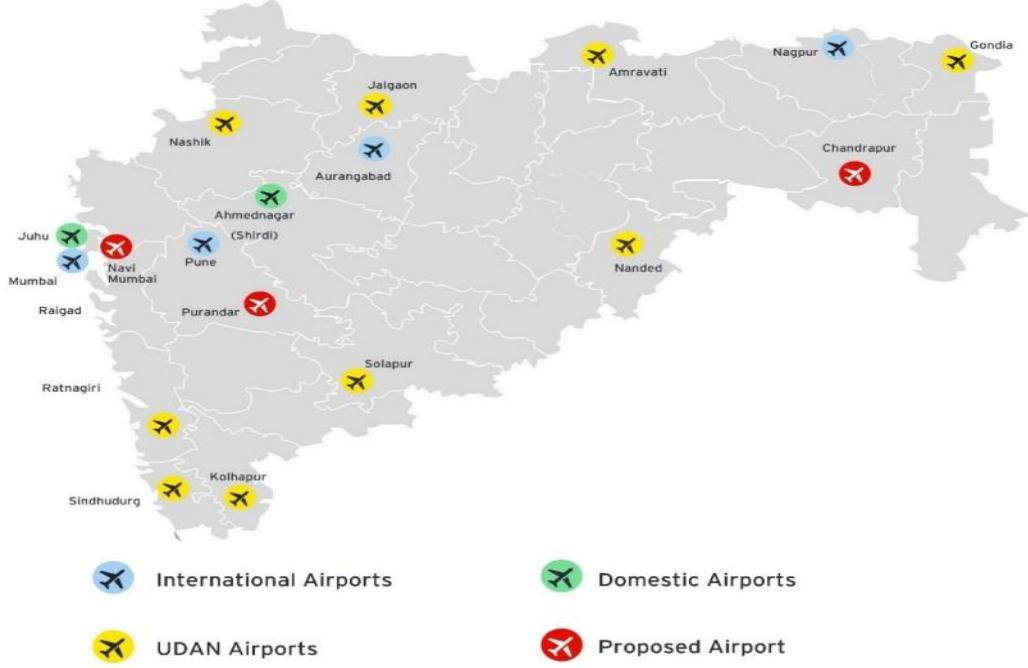 Gondia
Nagpur
Amravati
Jalgaon
Nashik
Chandrapur
Aurangabad
Ahmednagar
(Shirdi)
Juhu
Pune
Navi
Mumbai
Mumbai
Nanded
Raigad
Purandar
Solapur
Ratnagiri
Kolhapur
Sindhudurg
International Airports
Domestic Airports
UDAN Airports
Proposed Airport